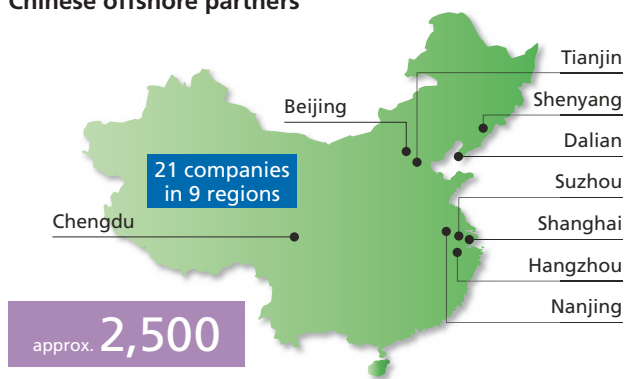 Chinese offshore partners
Tianjin
Beijing
Shenyang
Dalian
21 companies
in 9 regions
Suzhou
Chengdu
Shanghai
Hangzhou
Nanjing
approx. 2,500